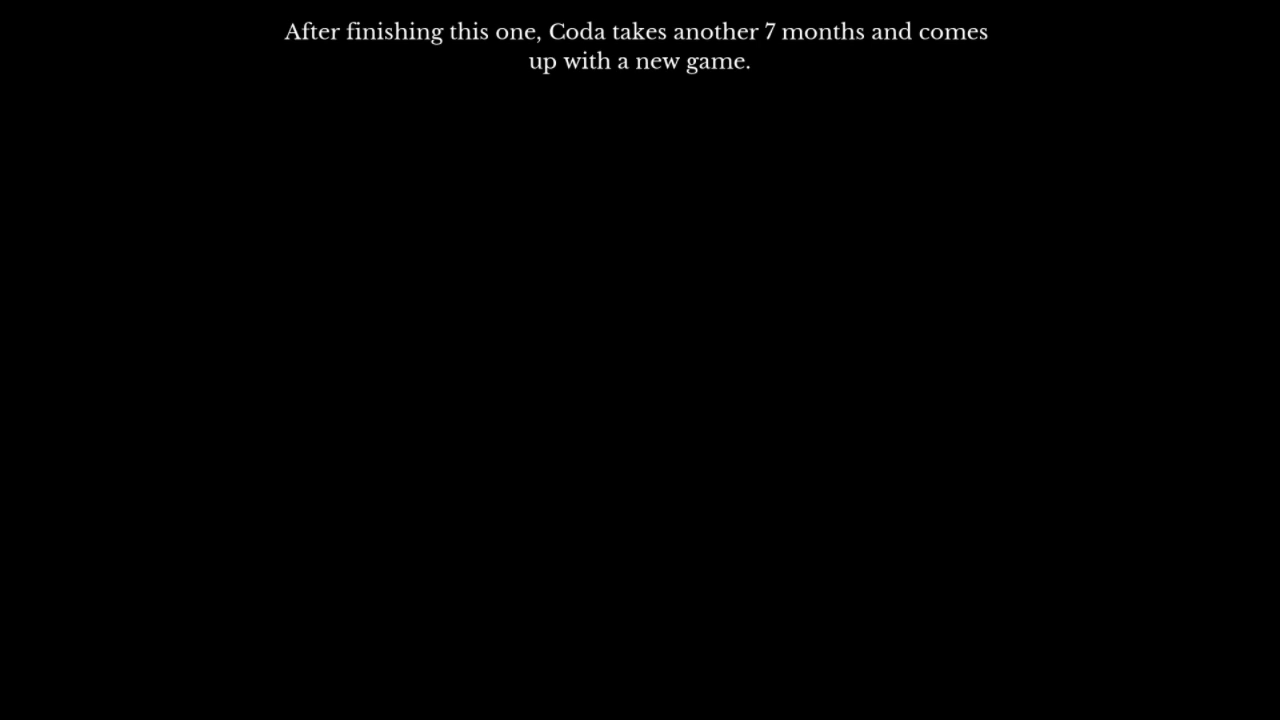 After finishing this one, Coda takes another 7 months and comes
up with a new game.